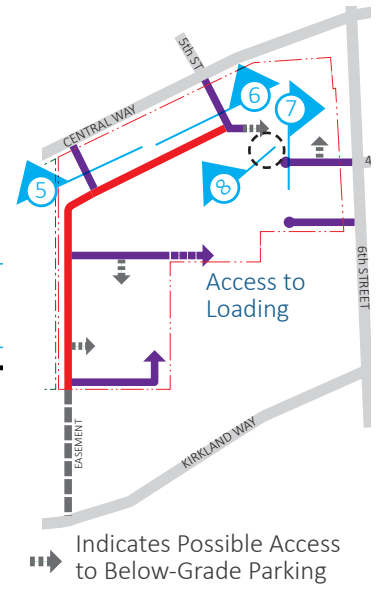 5th ST
CENTRAL WAY
6
7
5
8
4
Access to
Loading
6th STREET
EASEMENT
KIRKLAND WAY
Indicates Possible Access
to Below-Grade Parking